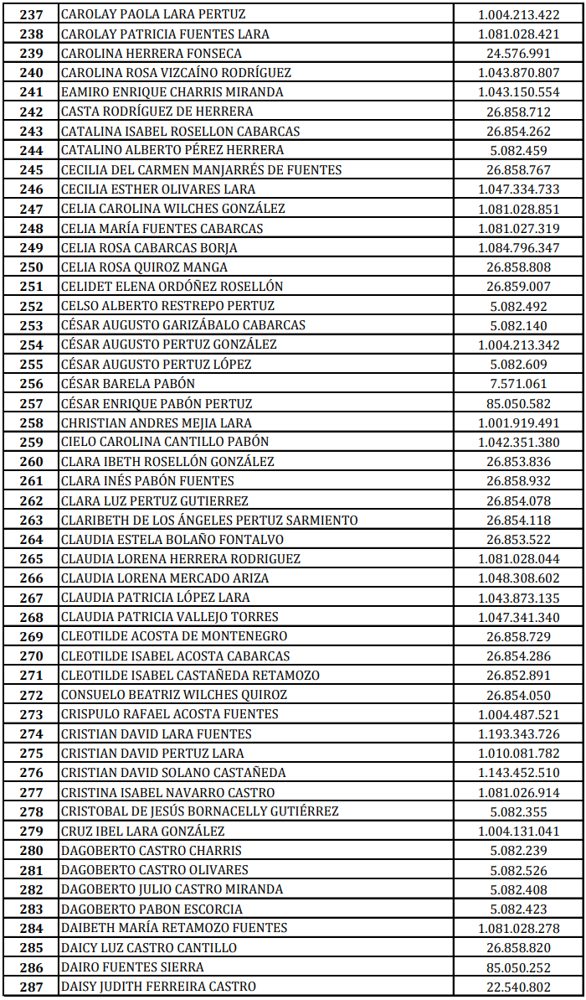 237 CAROLAY PAOLA LARA PERTUZ 1.004.213.422
238 CAROLAY PATRICIA FUENTES LARA 1.081.028.421
239 CAROLINA HERRERA FONSECA 24.576.991
240 CAROLINA ROSA VIZCAÍNO RODRÍGUEZ 1.043.870.807
241 EAMIRO ENRIQUE CHARRIS MIRANDA 1.043.150.554
242 CASTA RODRÍGUEZ DE HERRERA 26.858.712
243 CATALINA ISABEL ROSELLON CABARCAS 26.854.262
244 CATALINO ALBERTO PÉREZ HERRERA 5.082.459
245 CECILIA DEL CARMEN MANJARRÉS DE FUENTES 26.858.767
246 CECILIA ESTHER OLIVARES LARA 1.047.334.733
247 CELIA CAROLINA WILCHES GONZÁLEZ 1.081.028.851
248 CELIA MARÍA FUENTES CABARCAS 1.081.027.319
249 CELIA ROSA CABARCAS BORJA 1.084.796.347
250 CELIA ROSA QUIROZ MANGA 26.858.808
251 CELIDET ELENA ORDÓÑEZ ROSELLÓN 26.859.007
252 CELSO ALBERTO RESTREPO PERTUZ 5.082.492
253 CÉSAR AUGUSTO GARIZÁBALO CABARCAS 5.082.140
254 CÉSAR AUGUSTO PERTUZ GONZÁLEZ 1.004.213.342
255 CÉSAR AUGUSTO PERTUZ LÓPEZ 5.082.609
256 CÉSAR BARELA PABÓN 7.571.061
257 CÉSAR ENRIQUE PABÓN PERTUZ 85.050.582
258 CHRISTIAN ANDRES MEJIA LARA 1.001.919.491
259 CIELO CAROLINA CANTILLO PABÓN 1.042.351.380
260 CLARA IBETH ROSELLÓN GONZÁLEZ 26.853.836
261 CLARA INÉS PABÓN FUENTES 26.858.932
262 CLARA LUZ PERTUZ GUTIERREZ 26.854.078
263 CLARIBETH DE LOS ÁNGELES PERTUZ SARMIENTO 26.854.118
264 CLAUDIA ESTELA BOLAÑO FONTALVO 26.853.522
265 CLAUDIA LORENA HERRERA RODRIGUEZ 1.081.028.044
266 CLAUDIA LORENA MERCADO ARIZA 1.048.308.602
267 CLAUDIA PATRICIA LÓPEZ LARA 1.043.873.135
268 CLAUDIA PATRICIA VALLEJO TORRES 1.047.341.340
269 CLEOTILDE ACOSTA DE MONTENEGRO 26.858.729
270 CLEOTILDE ISABEL ACOSTA CABARCAS 26.854.286
271 CLEOTILDE ISABEL CASTAÑEDA RETAMOZO 26.852.891
272 CONSUELO BEATRIZ WILCHES QUIROZ 26.854.050
273 CRISPULO RAFAEL ACOSTA FUENTES 1.004.487.521
274 CRISTIAN DAVID LARA FUENTES 1.193.343.726
275 CRISTIAN DAVID PERTUZ LARA 1.010.081.782
276 CRISTIAN DAVID SOLANO CASTAÑEDA 1.143.452.510
277 CRISTINA ISABEL NAVARRO CASTRO 1.081.026.914
278 CRISTOBAL DE JESÚS BORNACELLY GUTIÉRREZ 5.082.355
279 CRUZ IBEL LARA GONZÁLEZ 1.004.131.041
280 DAGOBERTO CASTRO CHARRIS 5.082.239
281 DAGOBERTO CASTRO OLIVARES 5.082.526
282 DAGOBERTO JULIO CASTRO MIRANDA 5.082.408
283 DAGOBERTO PABON ESCORCIA 5.082.423
284 DAIBETH MARÍA RETAMOZO FUENTES 1.081.028.278
285 DAICY LUZ CASTRO CANTILLO 26.858.820
286 DAIRO FUENTES SIERRA 85.050.252
287 DAISY JUDITH FERREIRA CASTRO 22.540.802